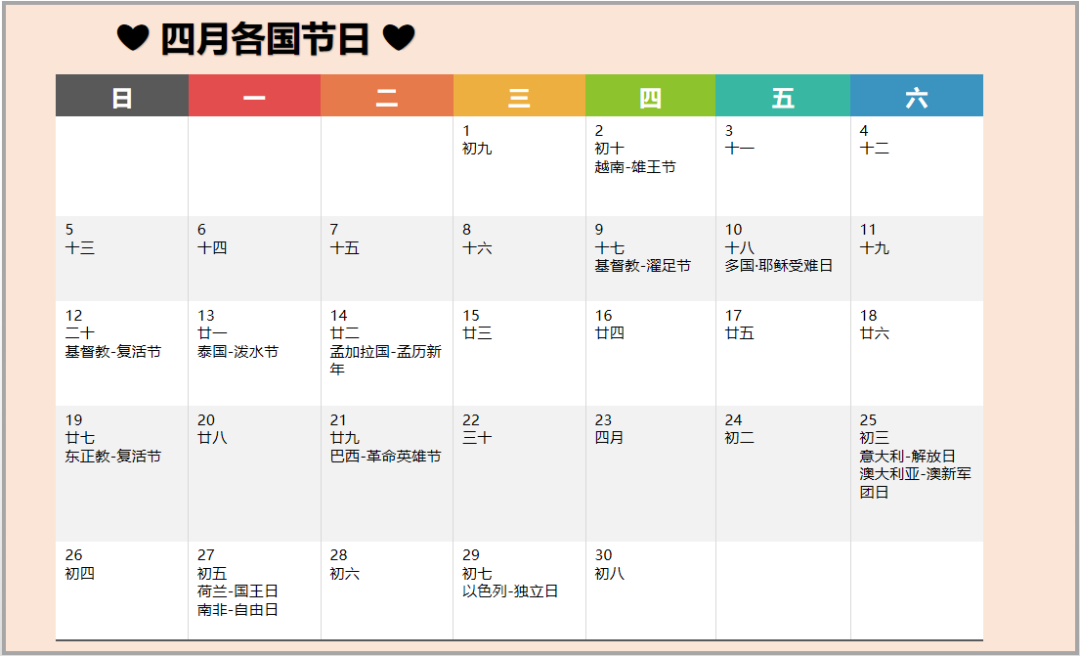 四月各国节日
日 一 二 三 四 五 六
1
初九
2
初十
越南-雄王节
3
十一
4
十二
5
十三
6
十四
7
十五
8
十六
9
十七
基督教-濯足节
10
十八
多国·耶稣受难日
11
十九
12
二十
基督教-复活节
13
廿一
泰国-泼水节
14
廿二
孟加拉国-孟历新
年
15
廿三
16
廿四
17
廿五
18
廿六
19
廿七
东正教-复活节
20
廿八
21
廿九
巴西-革命英雄节
22
三十
23
四月
24
初二
25
初三
意大利-解放日
澳大利亚-澳新军
团日
26
初四
27
初五
荷兰-国王日
南非-自由日
28
初六
29
初七
以色列-独立日
30
初八